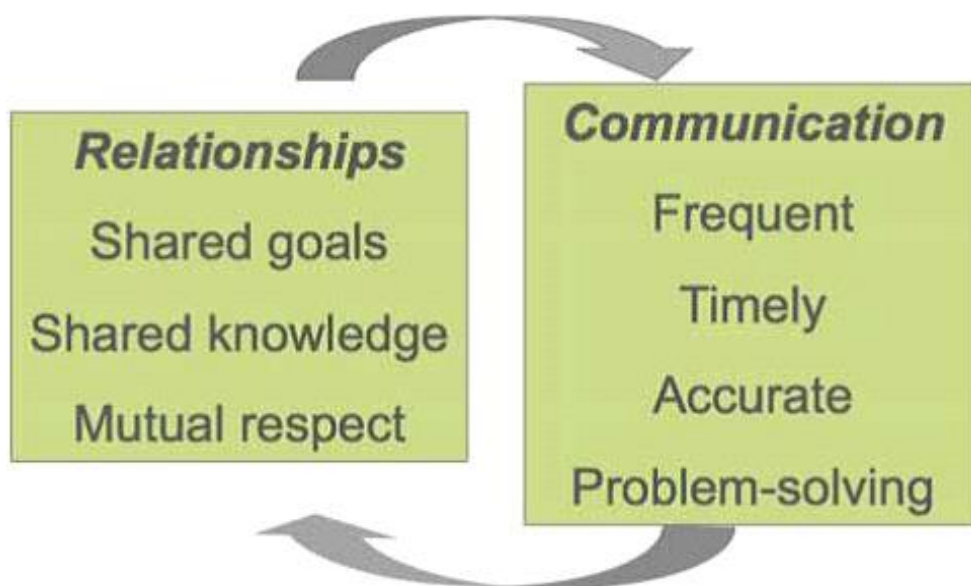 Relationships
Shared goals
Shared knowledge
Mutual respect
Communication
Frequent
Timely
Accurate
Problem-solving